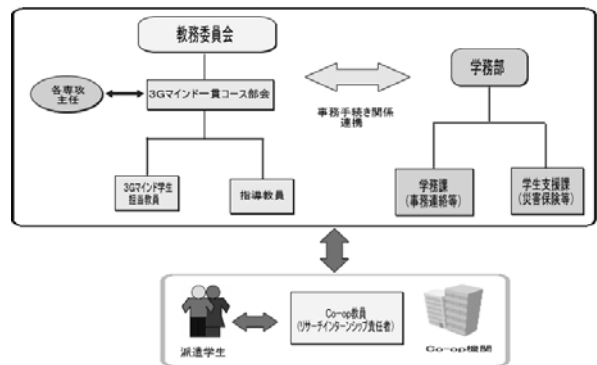 教務委員会
学務部
各専攻
主任
3Gマインド一貫コース部会
事務手続き関係
連携
3Gマインド学生
担当教員
指導教員
学務課
(事務連絡等)
学生支援課
(災害保険等)
Co-op教員
(リサーチインターンシップ責任者)
派遣学生
Co-op機関